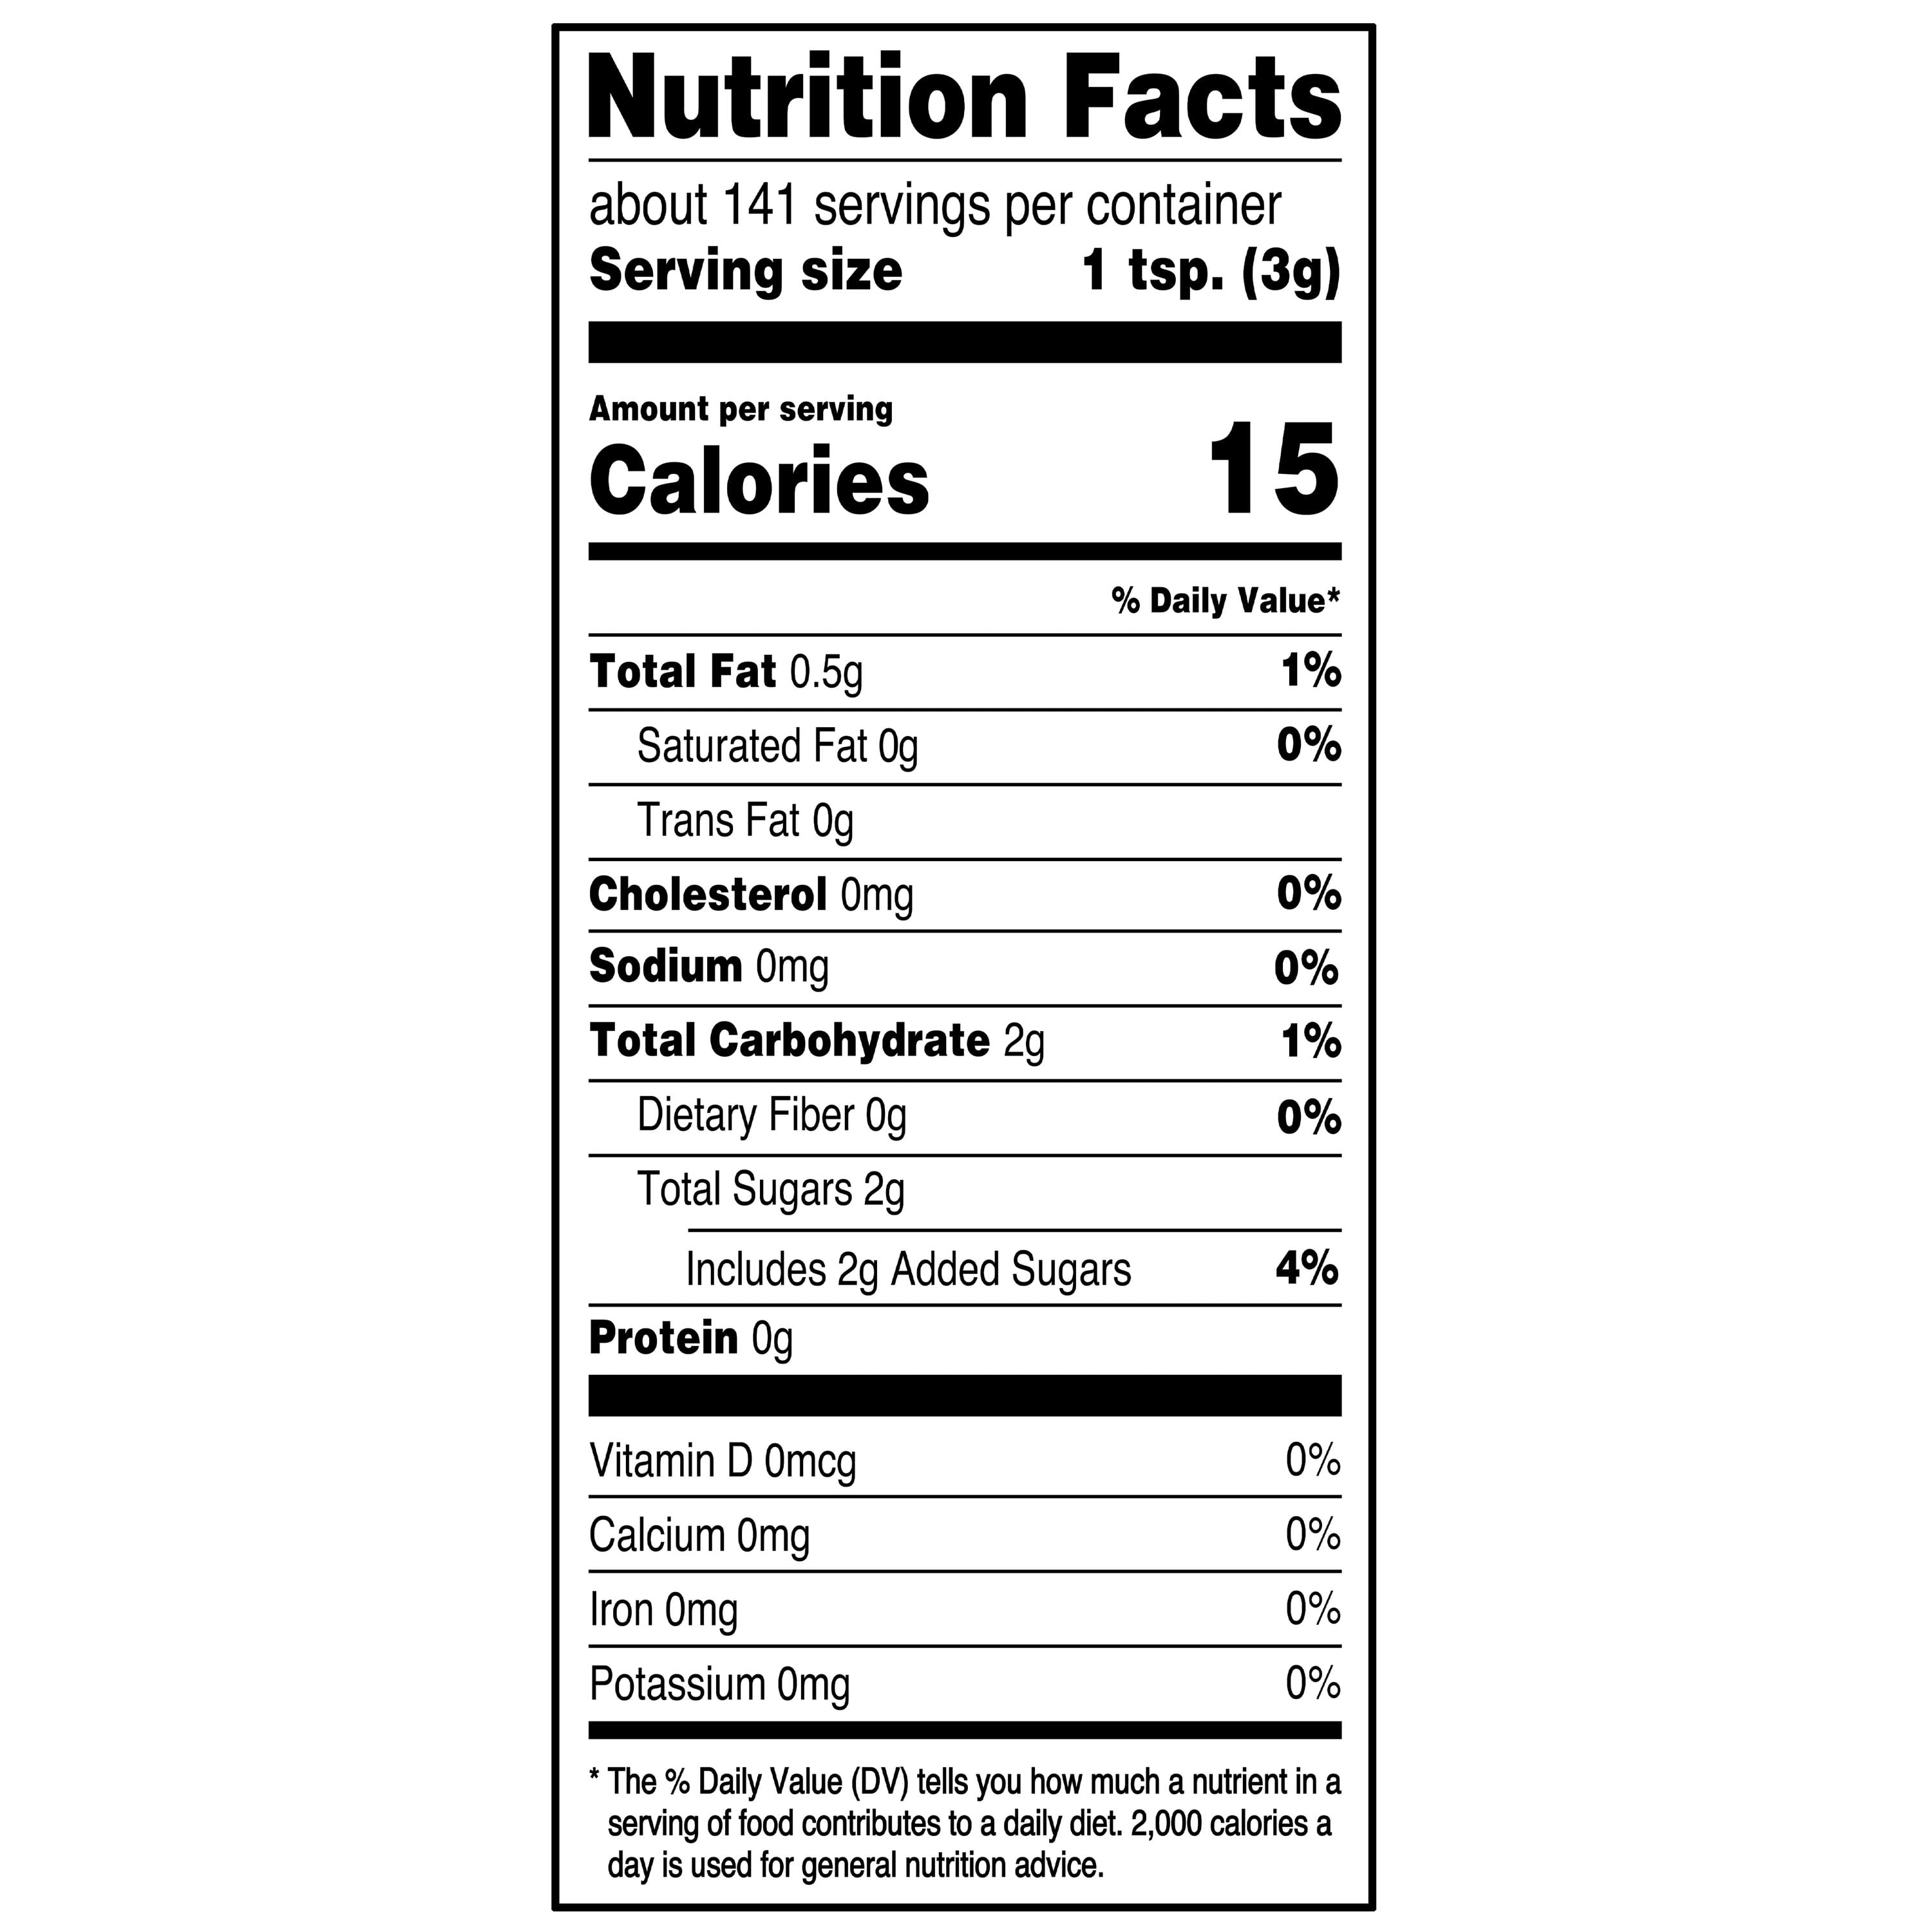 Nutrition Facts
about 141 servings per container
Serving size 1 tsp. (3g)
Amount per serving
Calories 15
% Daily Value*
Total Fat 0.5g 1%
Saturated Fat 0g 0%
Trans Fat 0g
Cholesterol 0mg 0%
Sodium 0mg 0%
Total Carbohydrate 2g 1%
Dietary Fiber 0g 0%
Total Sugars 2g
Includes 2g Added Sugars 4%
Protein 0g
Vitamin D 0mcg 0%
Calcium 0mg 0%
Iron 0mg 0%
Potassium 0mg 0%
* The % Daily Value (DV) tells you how much a nutrient in a
serving of food contributes to a daily diet. 2,000 calories a
day is used for general nutrition advice.